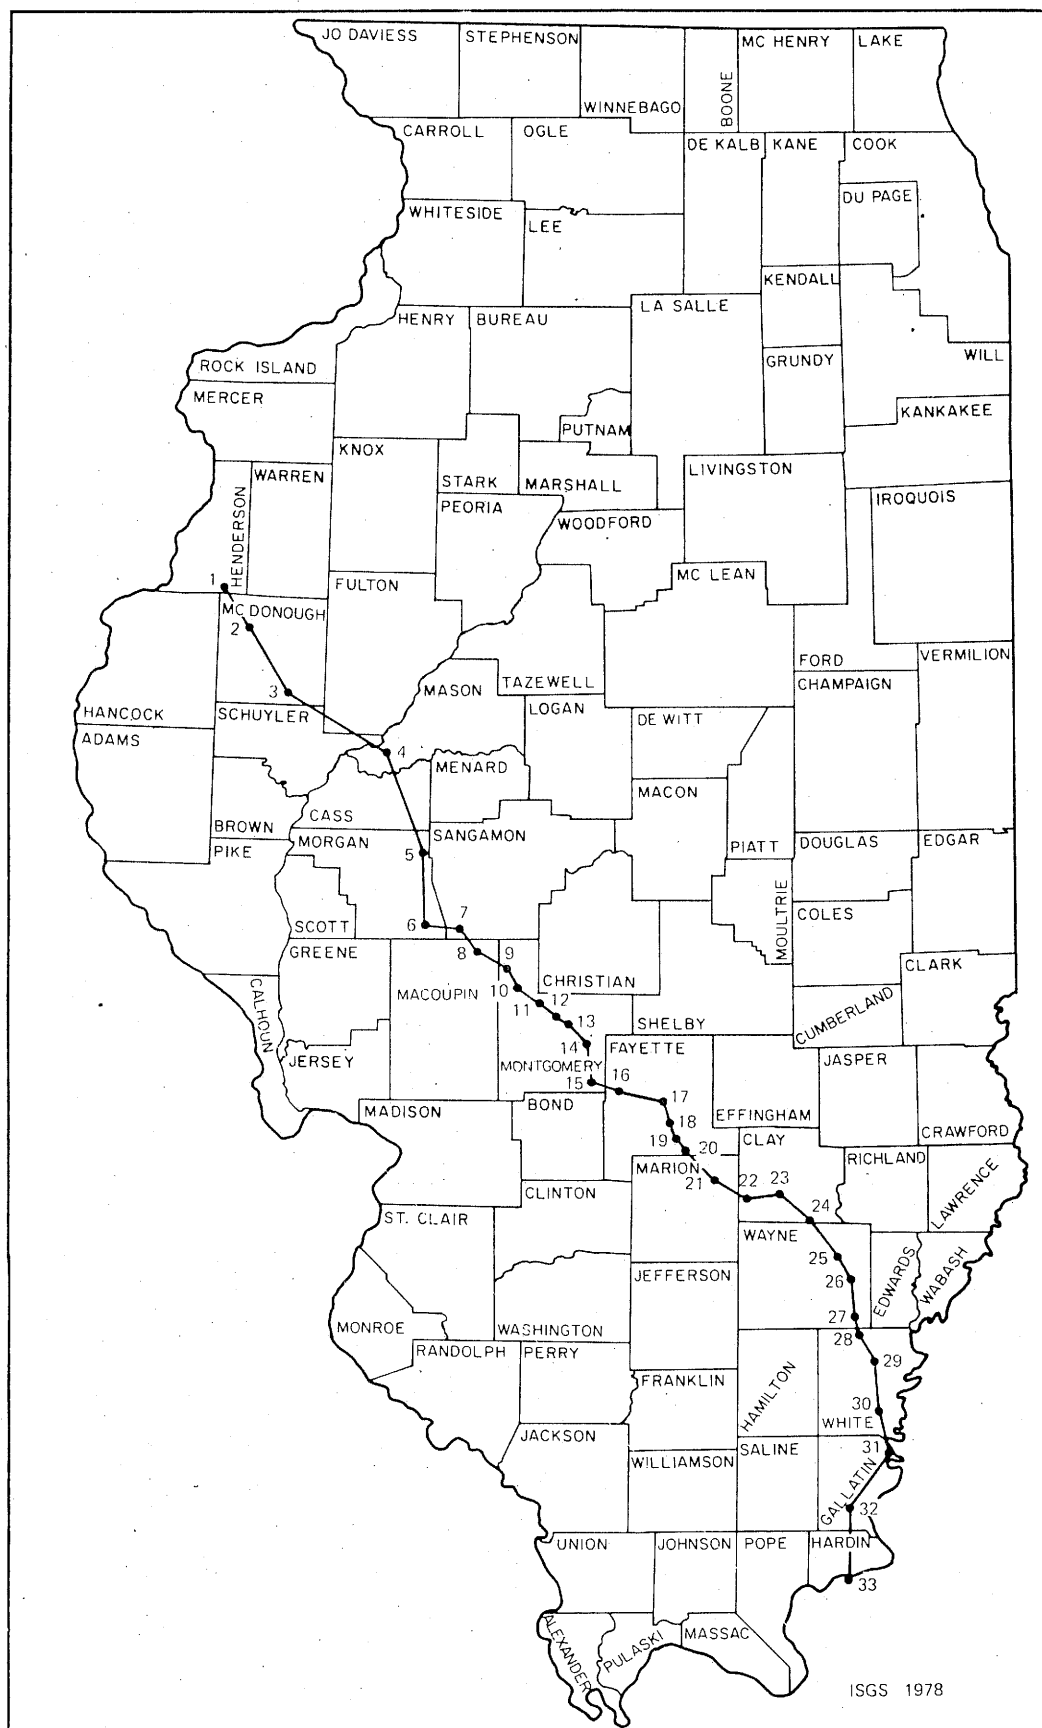 JO DAVIESS
STEPHENSON
WINNEBAGO
BOONE
MC HENRY
LAKE
CARROLL
OGLE
DE KALB
KANE
COOK
DU PAGE
WHITESIDE
LEE
KENDALL
LA SALLE
HENRY
BUREAU
GRUNDY
WILL
ROCK ISLAND
MERCER
KANKAKEE
PUTNAM
KNOX
WARREN
HENDERSON
STARK
MARSHALL
LIVINGSTON
PEORIA
IROQUOIS
WOODFORD
MC LEAN
1
FULTON
MC DONOUGH
2
FORD
VERMILION
TAZEWELL
CHAMPAIGN
MASON
3
LOGAN
HANCOCK
SCHUYLER
DE WITT
ADAMS
4
MENARD
MACON
CASS
BROWN
SANGAMON
PIKE
MORGAN
PIATT
DOUGLAS
EDGAR
5
MOULTRIE
COLES
6
7
SCOTT
GREENE
8
9
CLARK
CHRISTIAN
10
MACOUPIN
CALHOUN
11
12
CUMBERLAND
13
SHELBY
14
FAYETTE
JERSEY
MONTGOMERY
JASPER
15
16
17
MADISON
BOND
EFFINGHAM
18
CRAWFORD
19
20
CLAY
RICHLAND
MARION
21
22
23
LAWRENCE
CLINTON
24
ST. CLAIR
WAYNE
25
EDWARDS
WABASH
JEFFERSON
26
27
28
MONROE
WASHINGTON
RANDOLPH
PERRY
29
FRANKLIN
HAMILTON
30
WHITE
JACKSON
SALINE
31
WILLIAMSON
GALLATIN
32
UNION
JOHNSON
POPE
HARDIN
33
ALEXANDER
PULASKI
MASSAC
ISGS 1978